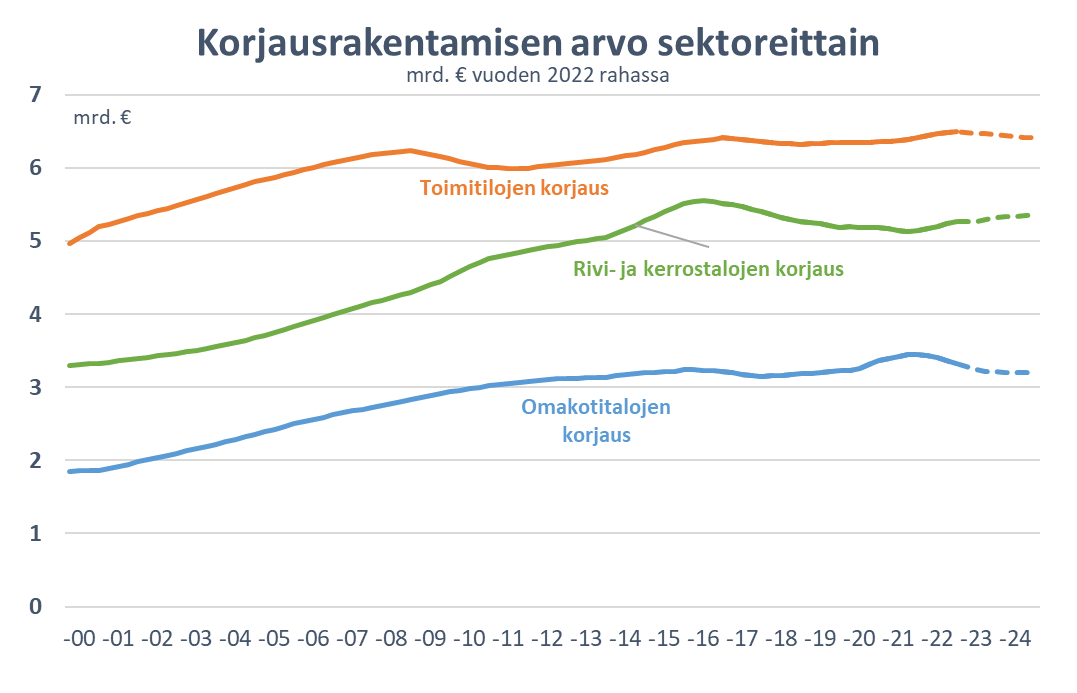 Korjausrakentamisen arvo sektoreittain
mrd. € vuoden 2022 rahassa
7
mrd. €
6
Toimitilojen korjaus
5
Rivi- ja kerrostalojen korjaus
4
3
Omakotitalojen
korjaus
2
1
0
-00 -01 -02 -03 -04 -05 -06 -07 -08 -09 -10 -11 -12 -13 -14 -15 -16 -17 -18 -19 -20 -21 -22 -23 -24